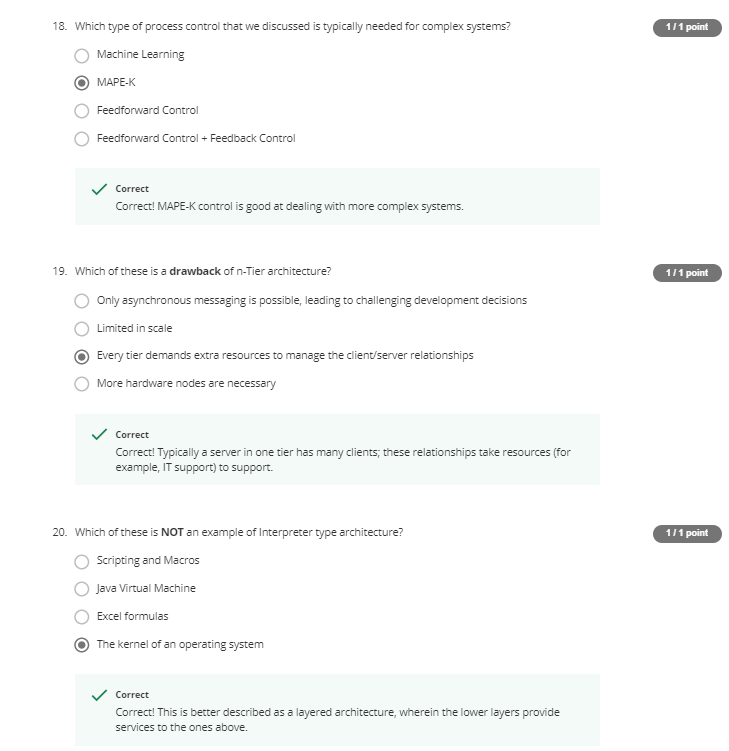 18. Which type of process control that we discussed is typically needed for complex systems?
1 / 1 point
Machine Learning
MAPE-K
Feedforward Control
Feedforward Control + Feedback Control
Correct
Correct! MAPE-K control is good at dealing with more complex systems.
19. Which of these is a drawback of n-Tier architecture?
1 / 1 point
Only asynchronous messaging is possible, leading to challenging development decisions
Limited in scale
Every tier demands extra resources to manage the client/server relationships
More hardware nodes are necessary
Correct
Correct! Typically a server in one tier has many clients; these relationships take resources (for
example, IT support) to support.
20. Which of these is NOT an example of Interpreter type architecture?
1 / 1 point
Scripting and Macros
Java Virtual Machine
Excel formulas
The kernel of an operating system
Correct
Correct! This is better described as a layered architecture, wherein the lower layers provide
services to the ones above.